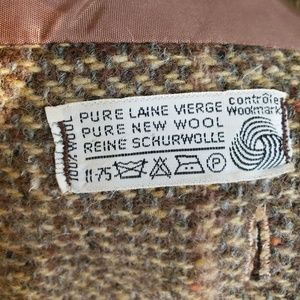 100% WOOL
PURE LAINE VIERGE
PURE NEW WOOL
REINE SCHURWOLLE
11-75
P
contrôlé
Woolmark